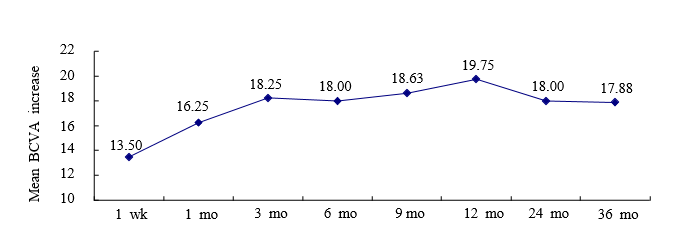 22
20
18
16
14
12
10
Mean BCVA increase
13.50
16.25
18.25
18.00
18.63
19.75
18.00
17.88
1 wk
1 mo
3 mo
6 mo
9 mo
12 mo
24 mo
36 mo